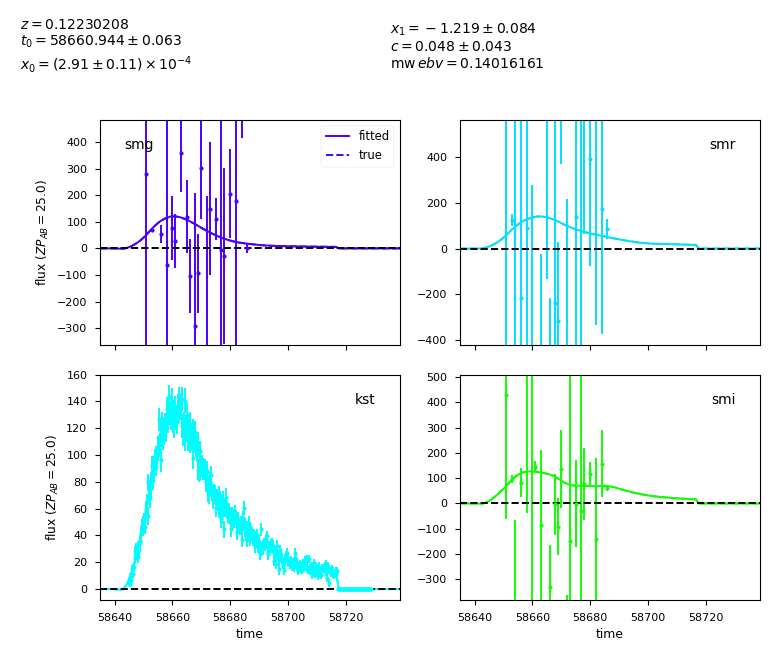 z = 0.12230208
t0 = 58660.944 ± 0.063
x0 = (2.91 ± 0.11) × 10^−4
x1 = −1.219 ± 0.084
c = 0.048 ± 0.043
mw ebv = 0.14016161
smg
fitted
true
400
300
200
100
0
−100
−200
−300
flux (ZP_AB = 25.0)
smr
400
200
0
−200
−400
kst
160
140
120
100
80
60
40
20
0
flux (ZP_AB = 25.0)
58640 58660 58680 58700 58720
time
smi
500
400
300
200
100
0
−100
−200
−300
58640 58660 58680 58700 58720
time